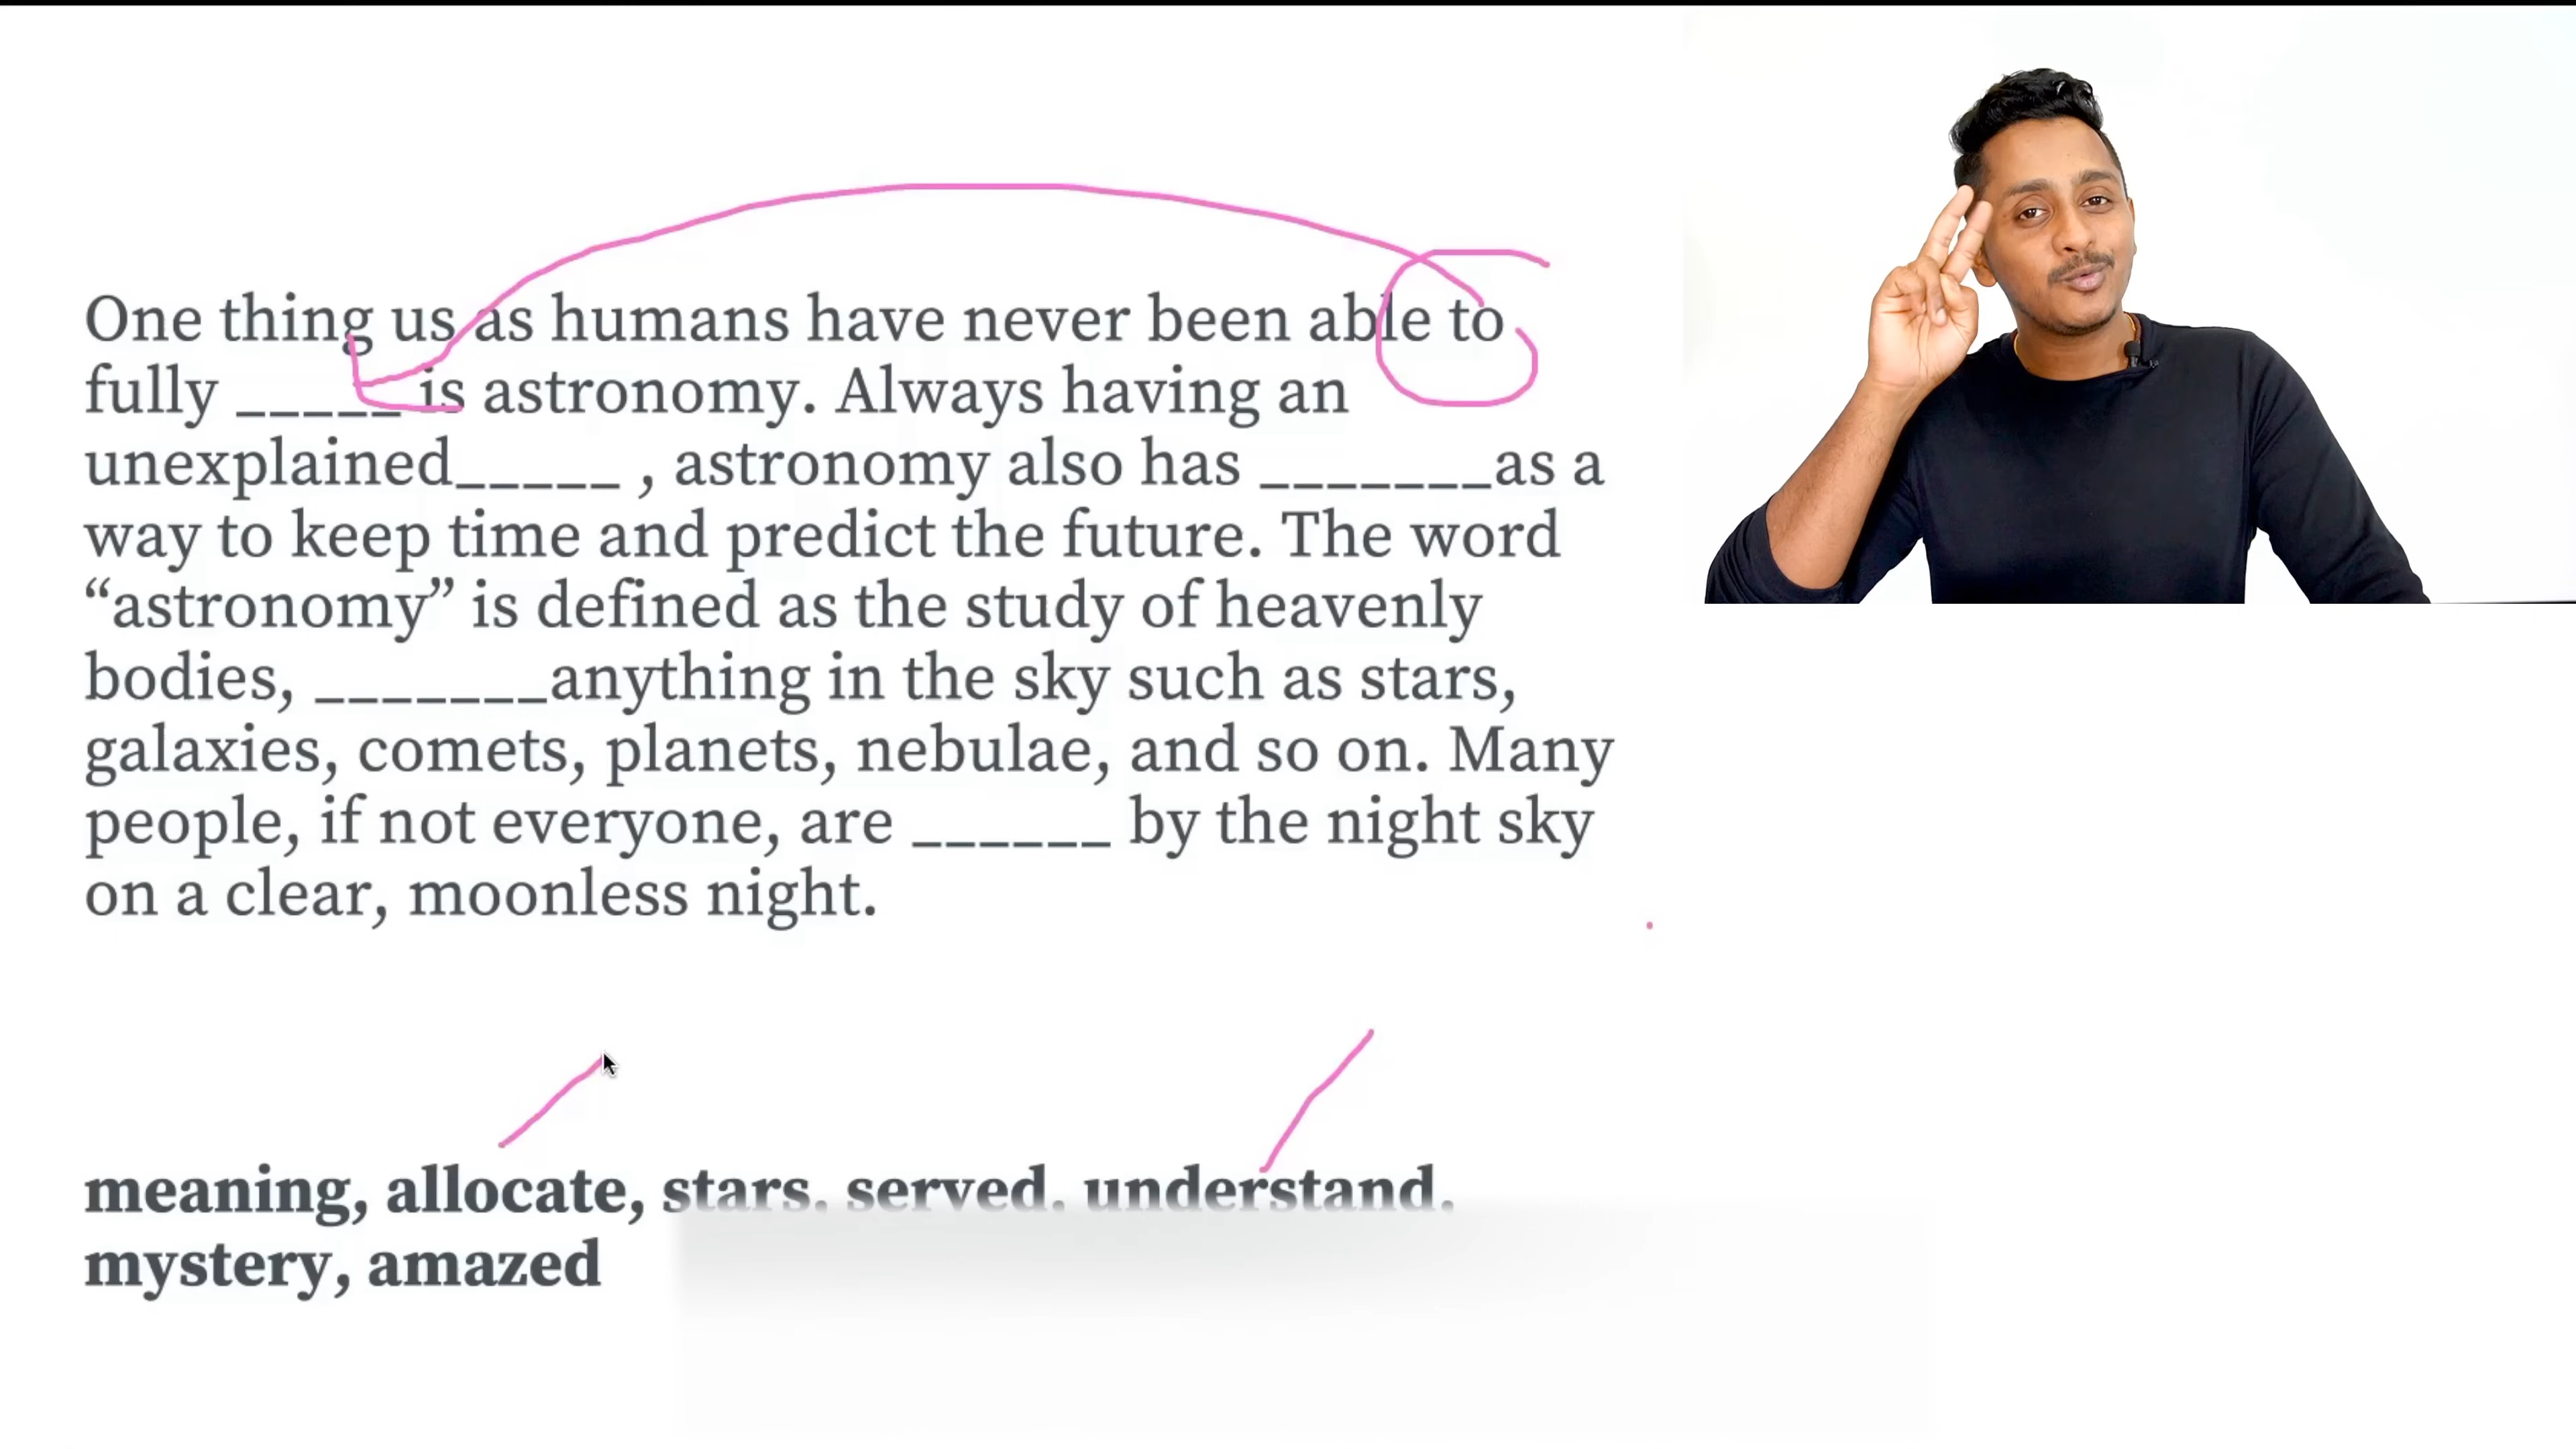 One thing us as humans have never been able to
fully _____ is astronomy. Always having an
unexplained_____ , astronomy also has _______as a
way to keep time and predict the future. The word
“astronomy” is defined as the study of heavenly
bodies, _______anything in the sky such as stars,
galaxies, comets, planets, nebulae, and so on. Many
people, if not everyone, are ______ by the night sky
on a clear, moonless night.
meaning, allocate, stars, served, understand,
mystery, amazed